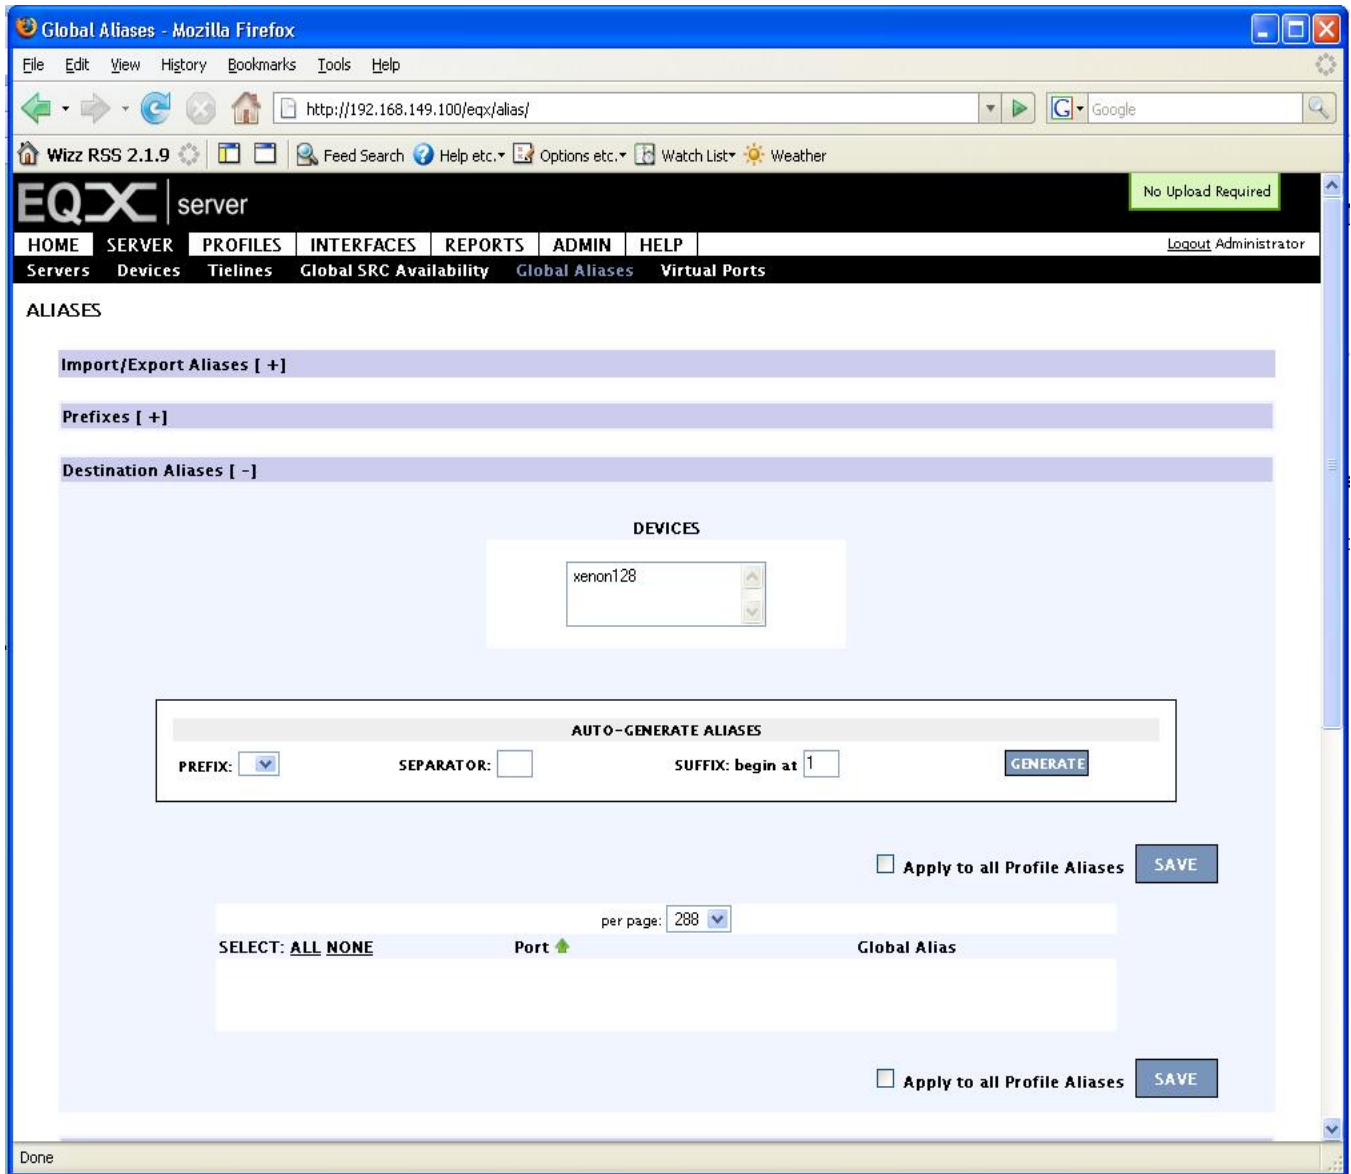 Global Aliases - Mozilla Firefox
File Edit View History Bookmarks Tools Help
http://192.168.149.100/eqx/alias/ G Google
Wizz RSS 2.1.9 Feed Search Help etc. Options etc. Watch List Weather
EQX server No Upload Required
HOME SERVER PROFILES INTERFACES REPORTS ADMIN HELP Logout Administrator
Servers Devices Tielines Global SRC Availability Global Aliases Virtual Ports
ALIASES
Import/Export Aliases [ +]
Prefixes [ +]
Destination Aliases [ -]
DEVICES
xenon128
AUTO-GENERATE ALIASES
PREFIX: SEPARATOR: SUFFIX: begin at 1 GENERATE
Apply to all Profile Aliases SAVE
per page: 288
SELECT: ALL NONE Port Global Alias
Apply to all Profile Aliases SAVE
Done